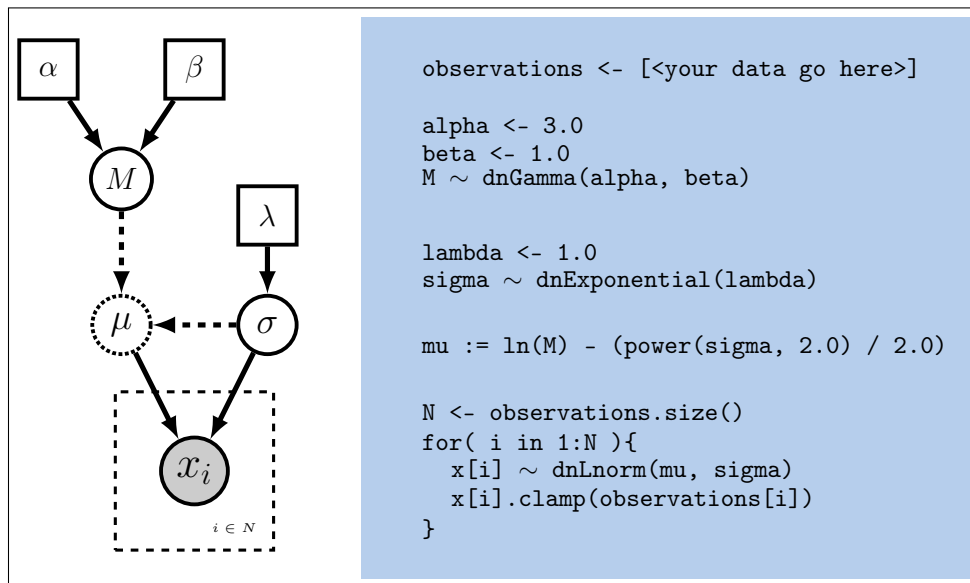 α
β
M
λ
μ
σ
x_i
i ∈ N
observations <- [<your data go here>]
alpha <- 3.0
beta <- 1.0
M ∼ dnGamma(alpha, beta)
lambda <- 1.0
sigma ∼ dnExponential(lambda)
mu := ln(M) - (power(sigma, 2.0) / 2.0)
N <- observations.size()
for( i in 1:N ){
x[i] ∼ dnLnorm(mu, sigma)
x[i].clamp(observations[i])
}